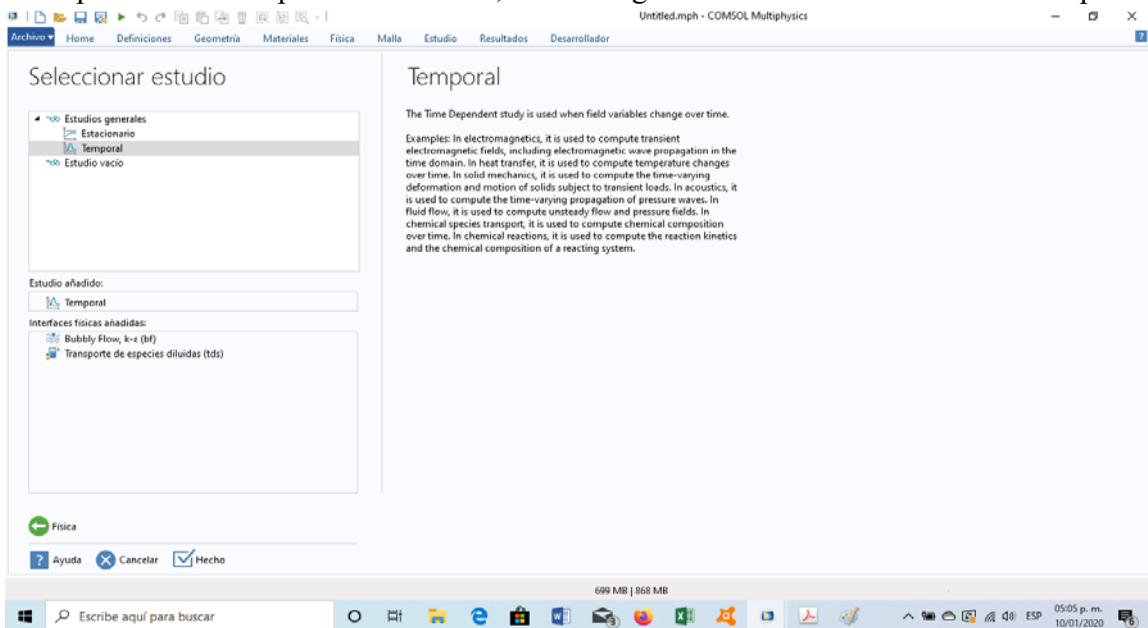 Untitled.mph - COMSOL Multiphysics
Archivo Home Definiciones Geometría Materiales Física Malla Estudio Resultados Desarrollador
Seleccionar estudio
Estudios generales
Estacionario
Temporal
Estudio vacío
Estudio añadido:
Temporal
Interfaces físicas añadidas:
Bubbly Flow, k-ε (bf)
Transporte de especies diluidas (tds)
Física
Ayuda Cancelar Hecho
Temporal
The Time Dependent study is used when field variables change over time.
Examples: In electromagnetics, it is used to compute transient
electromagnetic fields, including electromagnetic wave propagation in the
time domain. In heat transfer, it is used to compute temperature changes
over time. In solid mechanics, it is used to compute the time-varying
deformation and motion of solids subject to transient loads. In acoustics, it
is used to compute the time-varying propagation of pressure waves. In
fluid flow, it is used to compute unsteady flow and pressure fields. In
chemical species transport, it is used to compute chemical composition
over time. In chemical reactions, it is used to compute the reaction kinetics
and the chemical composition of a reacting system.
699 MB | 868 MB
Escribe aquí para buscar
ESP
05:05 p. m.
10/01/2020